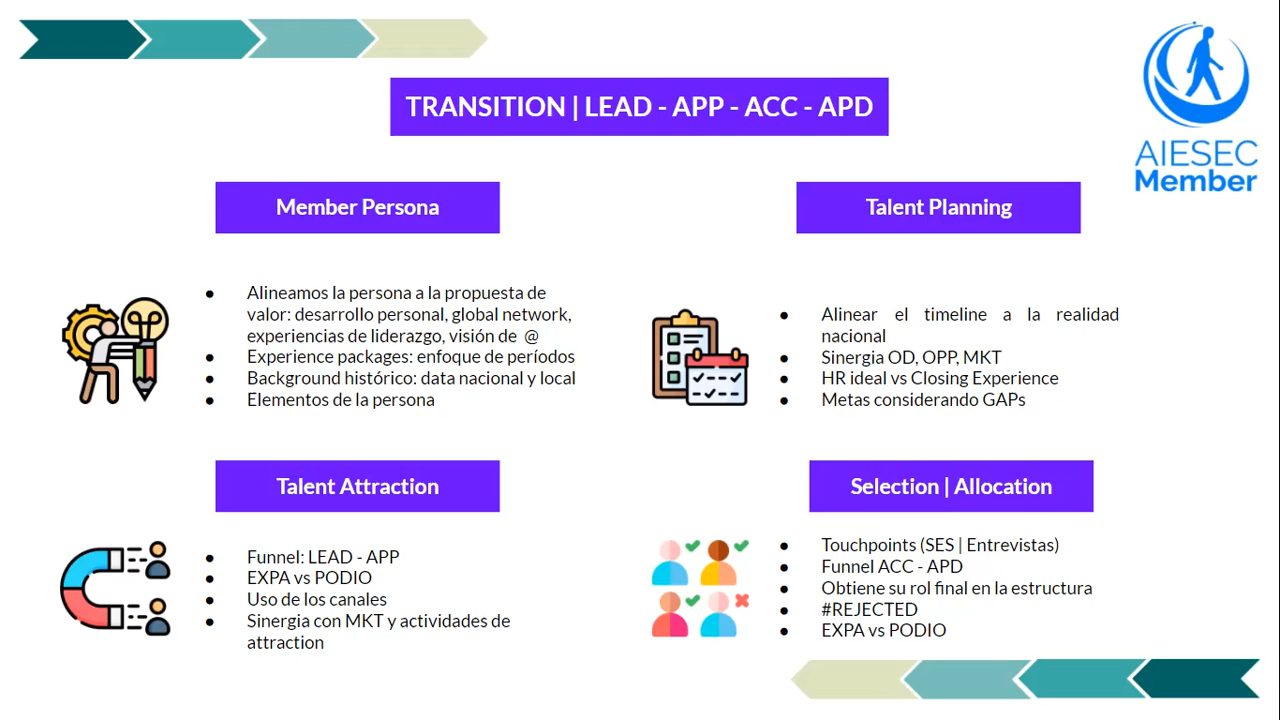 TRANSITION | LEAD - APP - ACC - APD
AIESEC
Member
Member Persona
● Alineamos la persona a la propuesta de
valor: desarrollo personal, global network,
experiencias de liderazgo, visión de @
● Experience packages: enfoque de períodos
● Background histórico: data nacional y local
● Elementos de la persona
Talent Planning
● Alinear el timeline a la realidad
nacional
● Sinergia OD, OPP, MKT
● HR ideal vs Closing Experience
● Metas considerando GAPs
Talent Attraction
● Funnel: LEAD - APP
● EXPA vs PODIO
● Uso de los canales
● Sinergia con MKT y actividades de
attraction
Selection | Allocation
● Touchpoints (SES | Entrevistas)
● Funnel ACC - APD
● Obtiene su rol final en la estructura
● #REJECTED
● EXPA vs PODIO